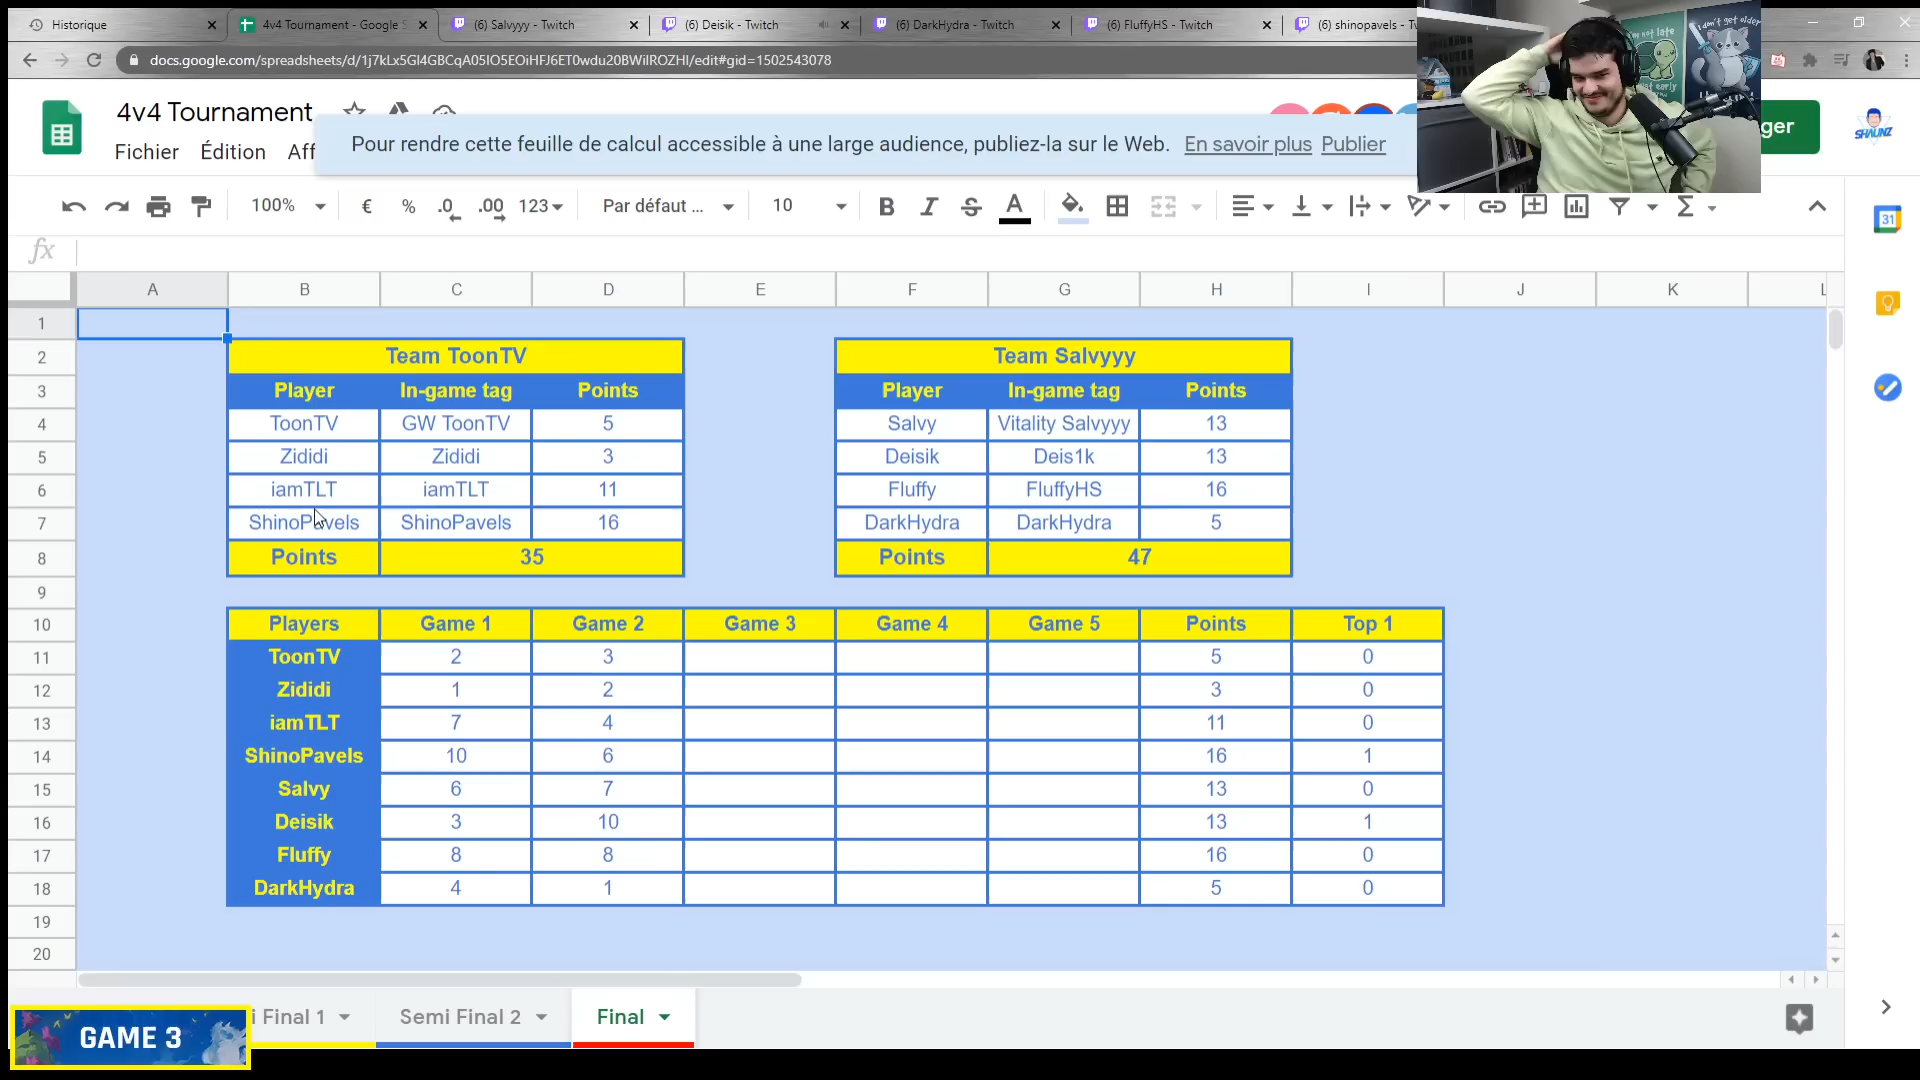 Historique
4v4 Tournament - Google S
(6) Salvyyy - Twitch
(6) Deisik - Twitch
(6) DarkHydra - Twitch
(6) FluffyHS - Twitch
(6) shinopavels - Tw
docs.google.com/spreadsheets/d/1j7kLx5Gl4GBCqA05IO5EOiHFJ6ET0wdu20BWilROZHI/edit#gid=1502543078
4v4 Tournament
Fichier Édition Aff
Pour rendre cette feuille de calcul accessible à une large audience, publiez-la sur le Web. En savoir plus Publier
ger
SHAUNZ
100% € % .0 .00 123 Par défaut ... 10 B I S A Σ
31
fx
A B C D E F G H I J K L
1
2 Team ToonTV Team Salvyyy
3 Player In-game tag Points Player In-game tag Points
4 ToonTV GW ToonTV 5 Salvy Vitality Salvyyy 13
5 Zididi Zididi 3 Deisik Deis1k 13
6 iamTLT iamTLT 11 Fluffy FluffyHS 16
7 ShinoPavels ShinoPavels 16 DarkHydra DarkHydra 5
8 Points 35 Points 47
9
10 Players Game 1 Game 2 Game 3 Game 4 Game 5 Points Top 1
11 ToonTV 2 3 5 0
12 Zididi 1 2 3 0
13 iamTLT 7 4 11 0
14 ShinoPavels 10 6 16 1
15 Salvy 6 7 13 0
16 Deisik 3 10 13 1
17 Fluffy 8 8 16 0
18 DarkHydra 4 1 5 0
19
20
i Final 1 Semi Final 2 Final
GAME 3